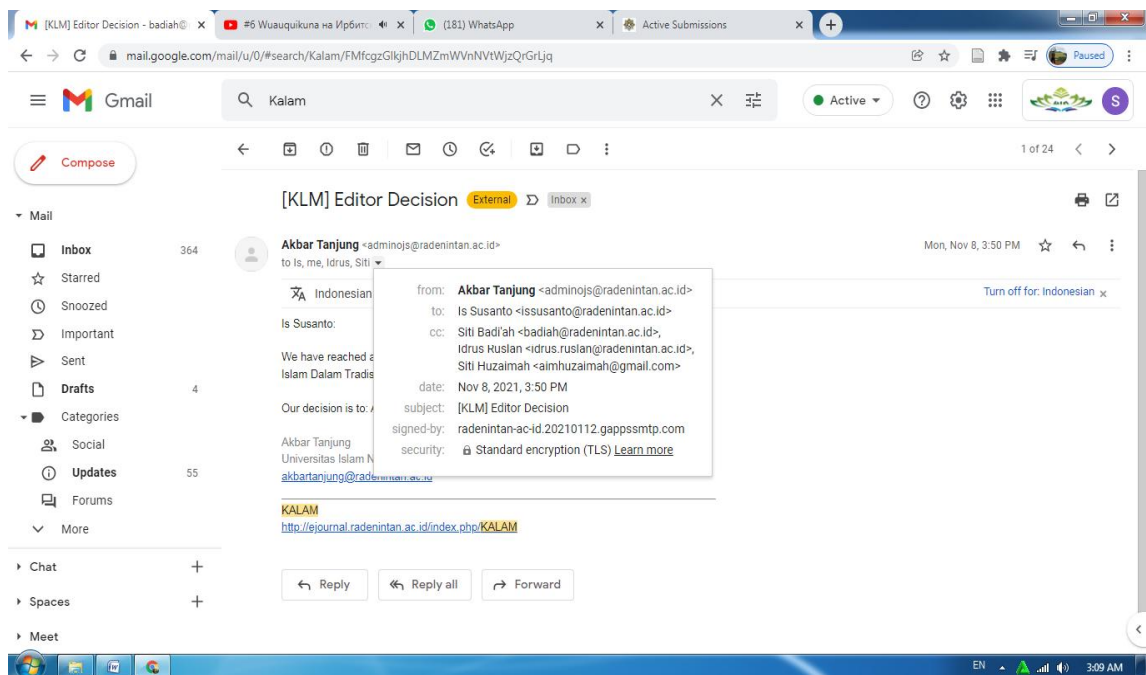 [KLM] Editor Decision - badiah@
#6 Wuauquikuna на Ирбитс
(181) WhatsApp
Active Submissions
mail.google.com/mail/u/0/#search/Kalam/FMfcgzGlkjhDLMZmWVnNVtWjzQrGrLjq
Paused
Gmail
Kalam
Active
S
Compose
1 of 24
Mail
Inbox 364
Starred
Snoozed
Important
Sent
Drafts 4
Categories
Social
Updates 55
Forums
More
Chat
Spaces
Meet
[KLM] Editor Decision External Inbox x
Akbar Tanjung <adminojs@radenintan.ac.id> Mon, Nov 8, 3:50 PM
to Is, me, Idrus, Siti
Indonesian Turn off for: Indonesian x
from: Akbar Tanjung <adminojs@radenintan.ac.id>
to: Is Susanto <issusanto@radenintan.ac.id>
cc: Siti Badi'ah <badiah@radenintan.ac.id>,
Idrus Ruslan <idrus.ruslan@radenintan.ac.id>,
Siti Huzaimah <aimhuzaimah@gmail.com>
date: Nov 8, 2021, 3:50 PM
subject: [KLM] Editor Decision
signed-by: radenintan-ac-id.20210112.gappssmtp.com
security: Standard encryption (TLS) Learn more
Is Susanto:
We have reached a
Islam Dalam Tradis
Our decision is to:
Akbar Tanjung
Universitas Islam N
akbartanjung@radenintan.ac.id
KALAM
http://ejournal.radenintan.ac.id/index.php/KALAM
Reply
Reply all
Forward
EN
3:09 AM